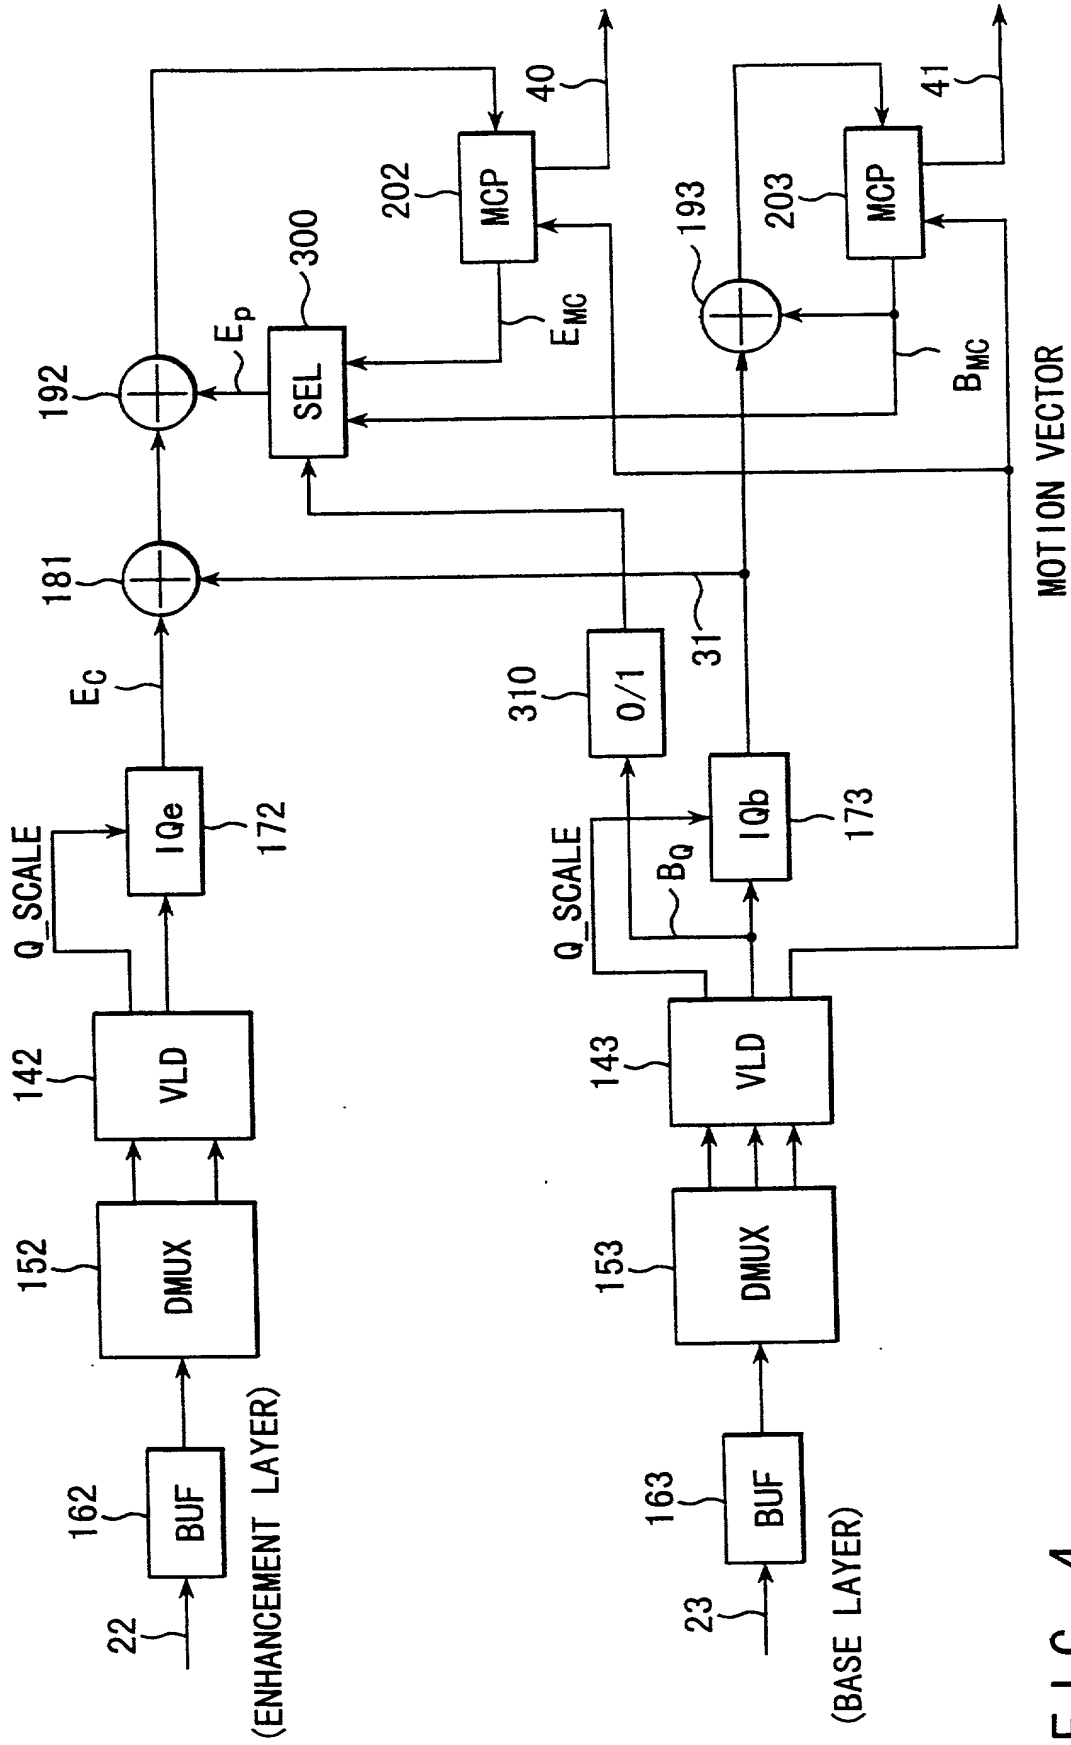 22
162
BUF
(ENHANCEMENT LAYER)
152
DMUX
142
VLD
Q_SCALE
IQe
172
EC
181
192
EP
SEL
300
EMC
202
MCP
40
23
163
BUF
(BASE LAYER)
153
DMUX
143
VLD
Q_SCALE
BQ
IQb
173
310
0/1
31
193
BMC
203
MCP
41
MOTION VECTOR
FIG. 4